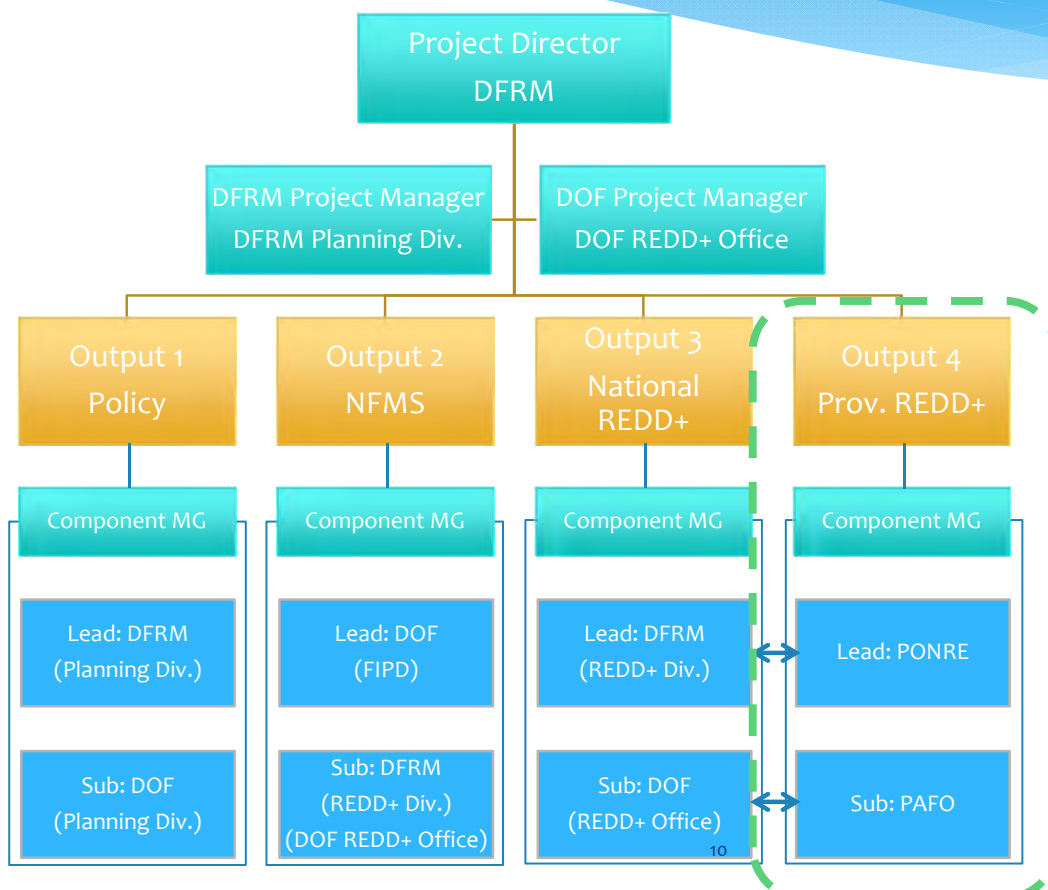 Project Director
DFRM
DFRM Project Manager
DFRM Planning Div.
DOF Project Manager
DOF REDD+ Office
Output 1
Policy
Output 2
NFMS
Output 3
National
REDD+
Output 4
Prov. REDD+
Component MG
Component MG
Component MG
Component MG
Lead: DFRM
(Planning Div.)
Lead: DOF
(FIPD)
Lead: DFRM
(REDD+ Div.)
Lead: PONRE
Sub: DOF
(Planning Div.)
Sub: DFRM
(REDD+ Div.)
(DOF REDD+ Office)
Sub: DOF
(REDD+ Office)
Sub: PAFO
10